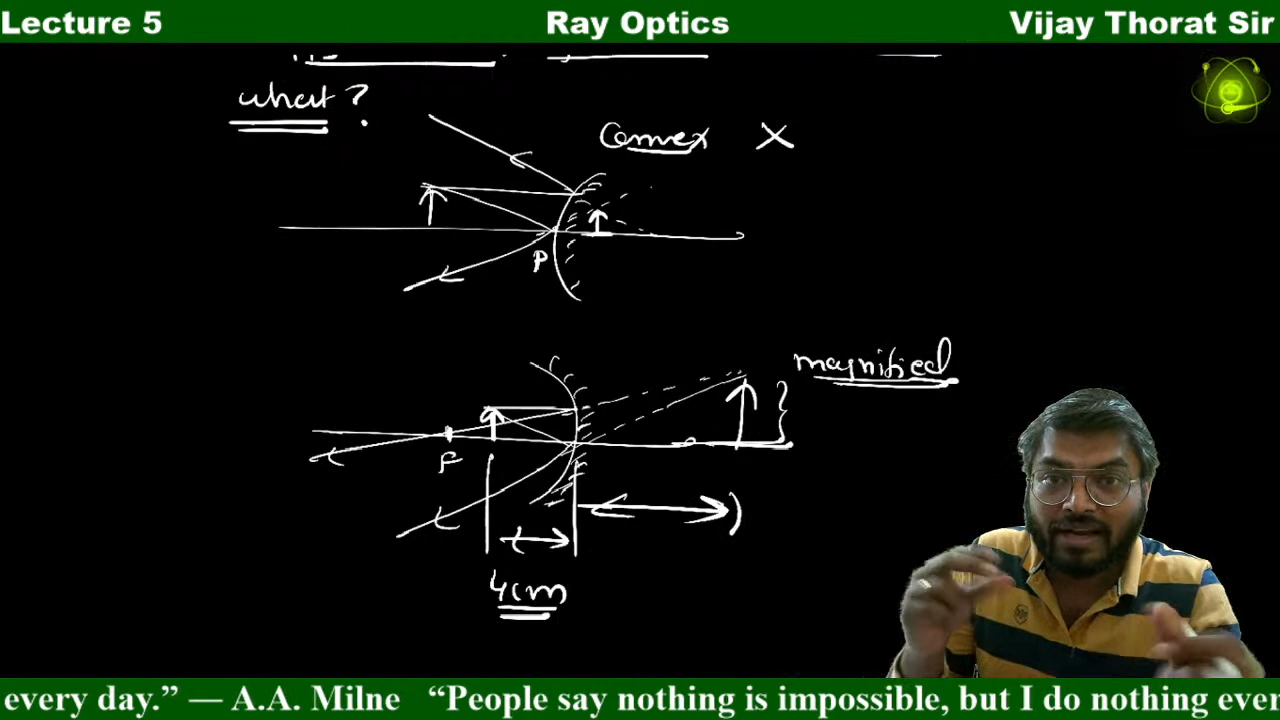 Lecture 5
Ray Optics
Vijay Thorat Sir
what?
Convex X
P
magnified
F
4cm
every day.” — A.A. Milne “People say nothing is impossible, but I do nothing ever